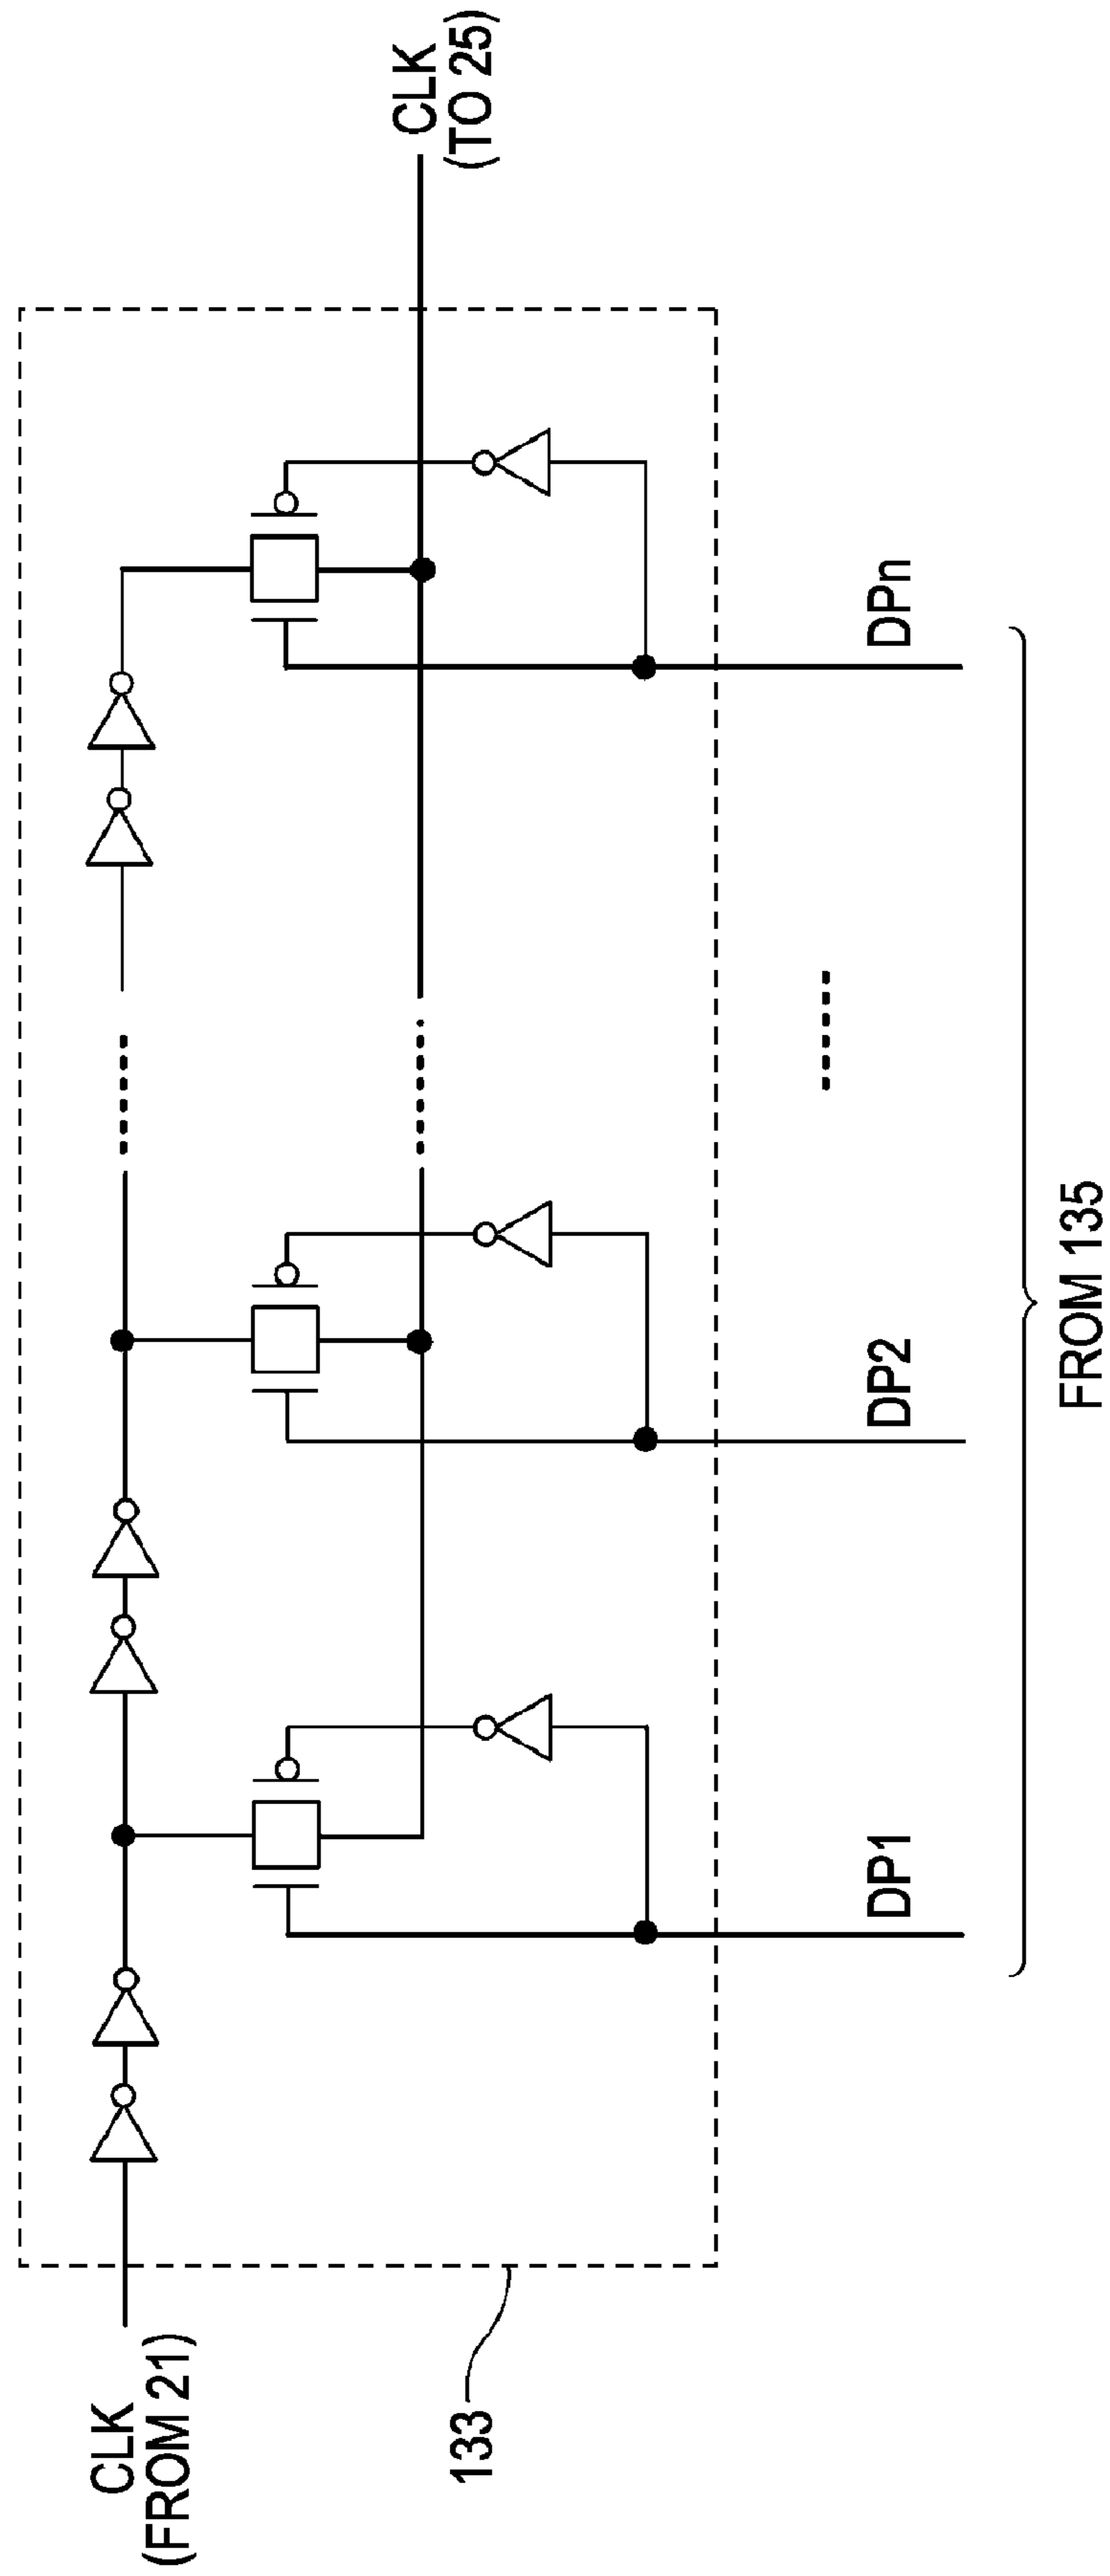 CLK
(FROM 21)
CLK
(TO 25)
133
DP1
DP2
DPn
FROM 135